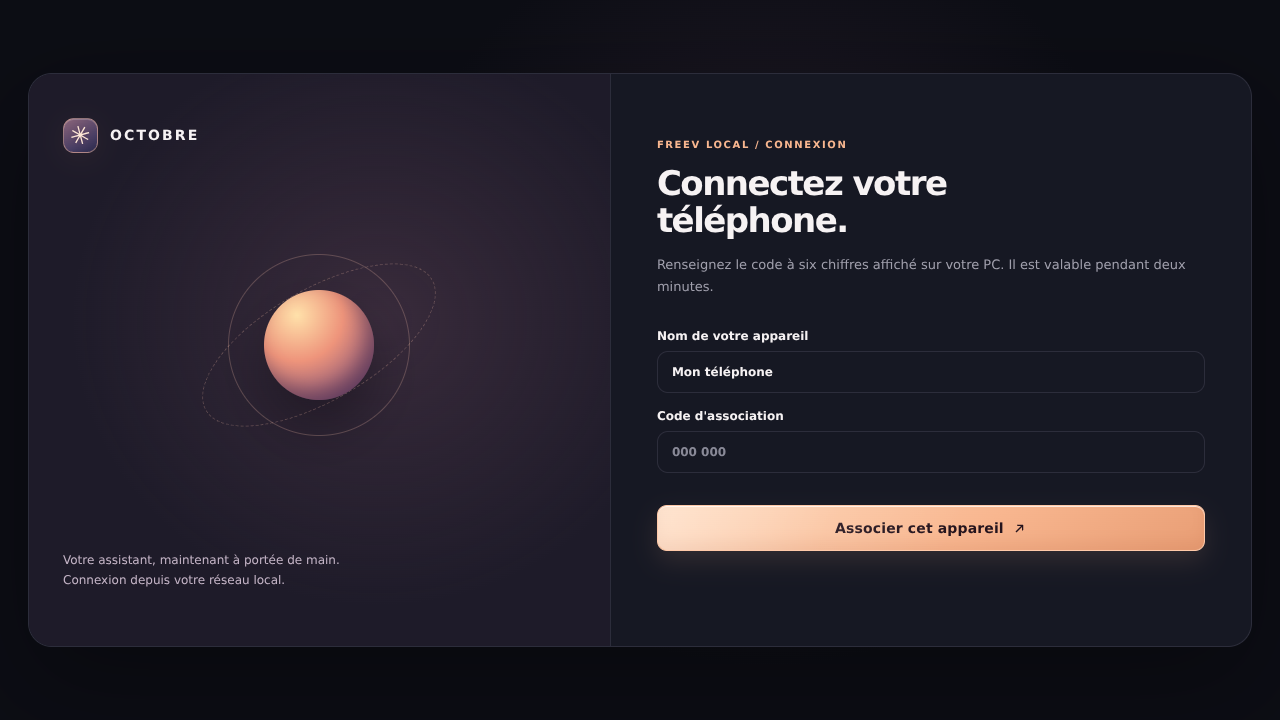 OCTOBRE
Votre assistant, maintenant à portée de main.
Connexion depuis votre réseau local.
FREEV LOCAL / CONNEXION
Connectez votre
téléphone.
Renseignez le code à six chiffres affiché sur votre PC. Il est valable pendant deux
minutes.
Nom de votre appareil
Mon téléphone
Code d'association
000 000
Associer cet appareil ↗